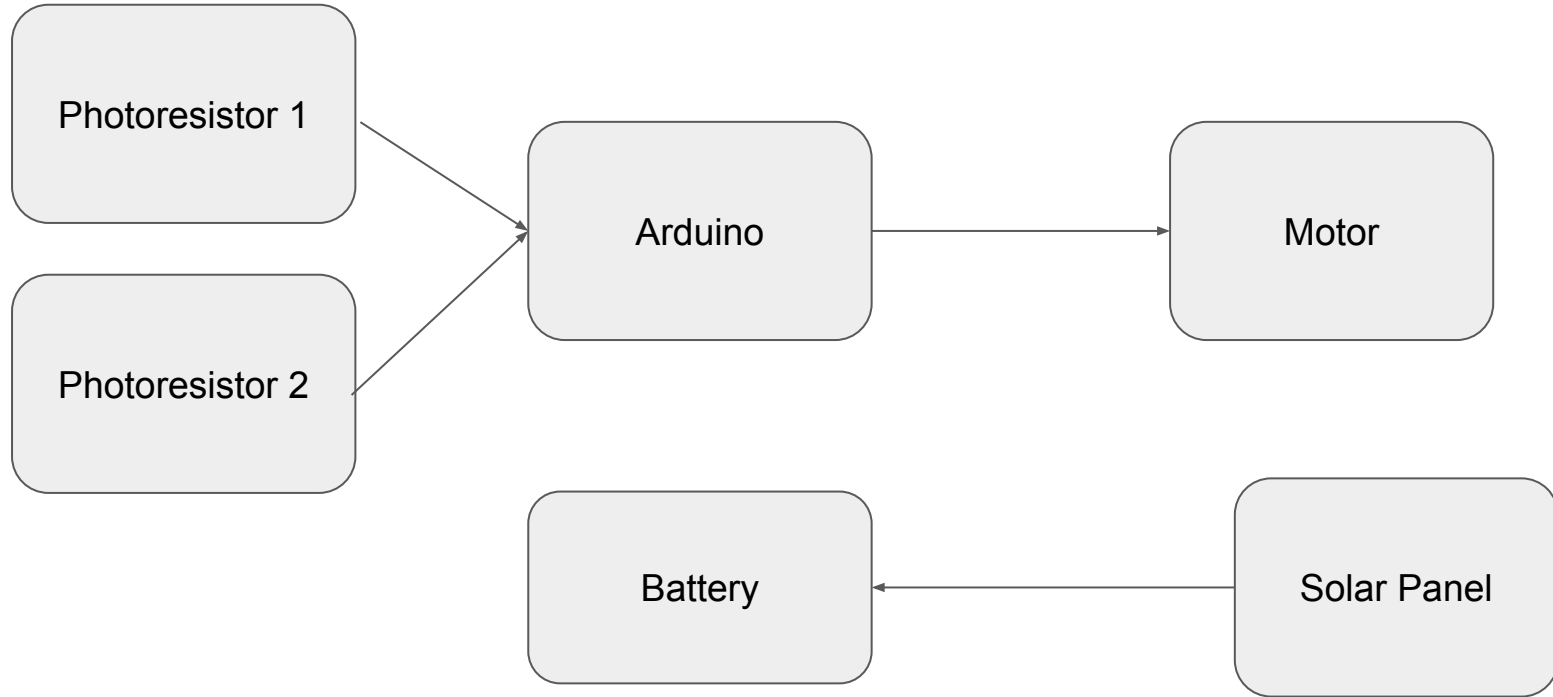 Photoresistor 1
Arduino
Motor
Photoresistor 2
Battery
Solar Panel